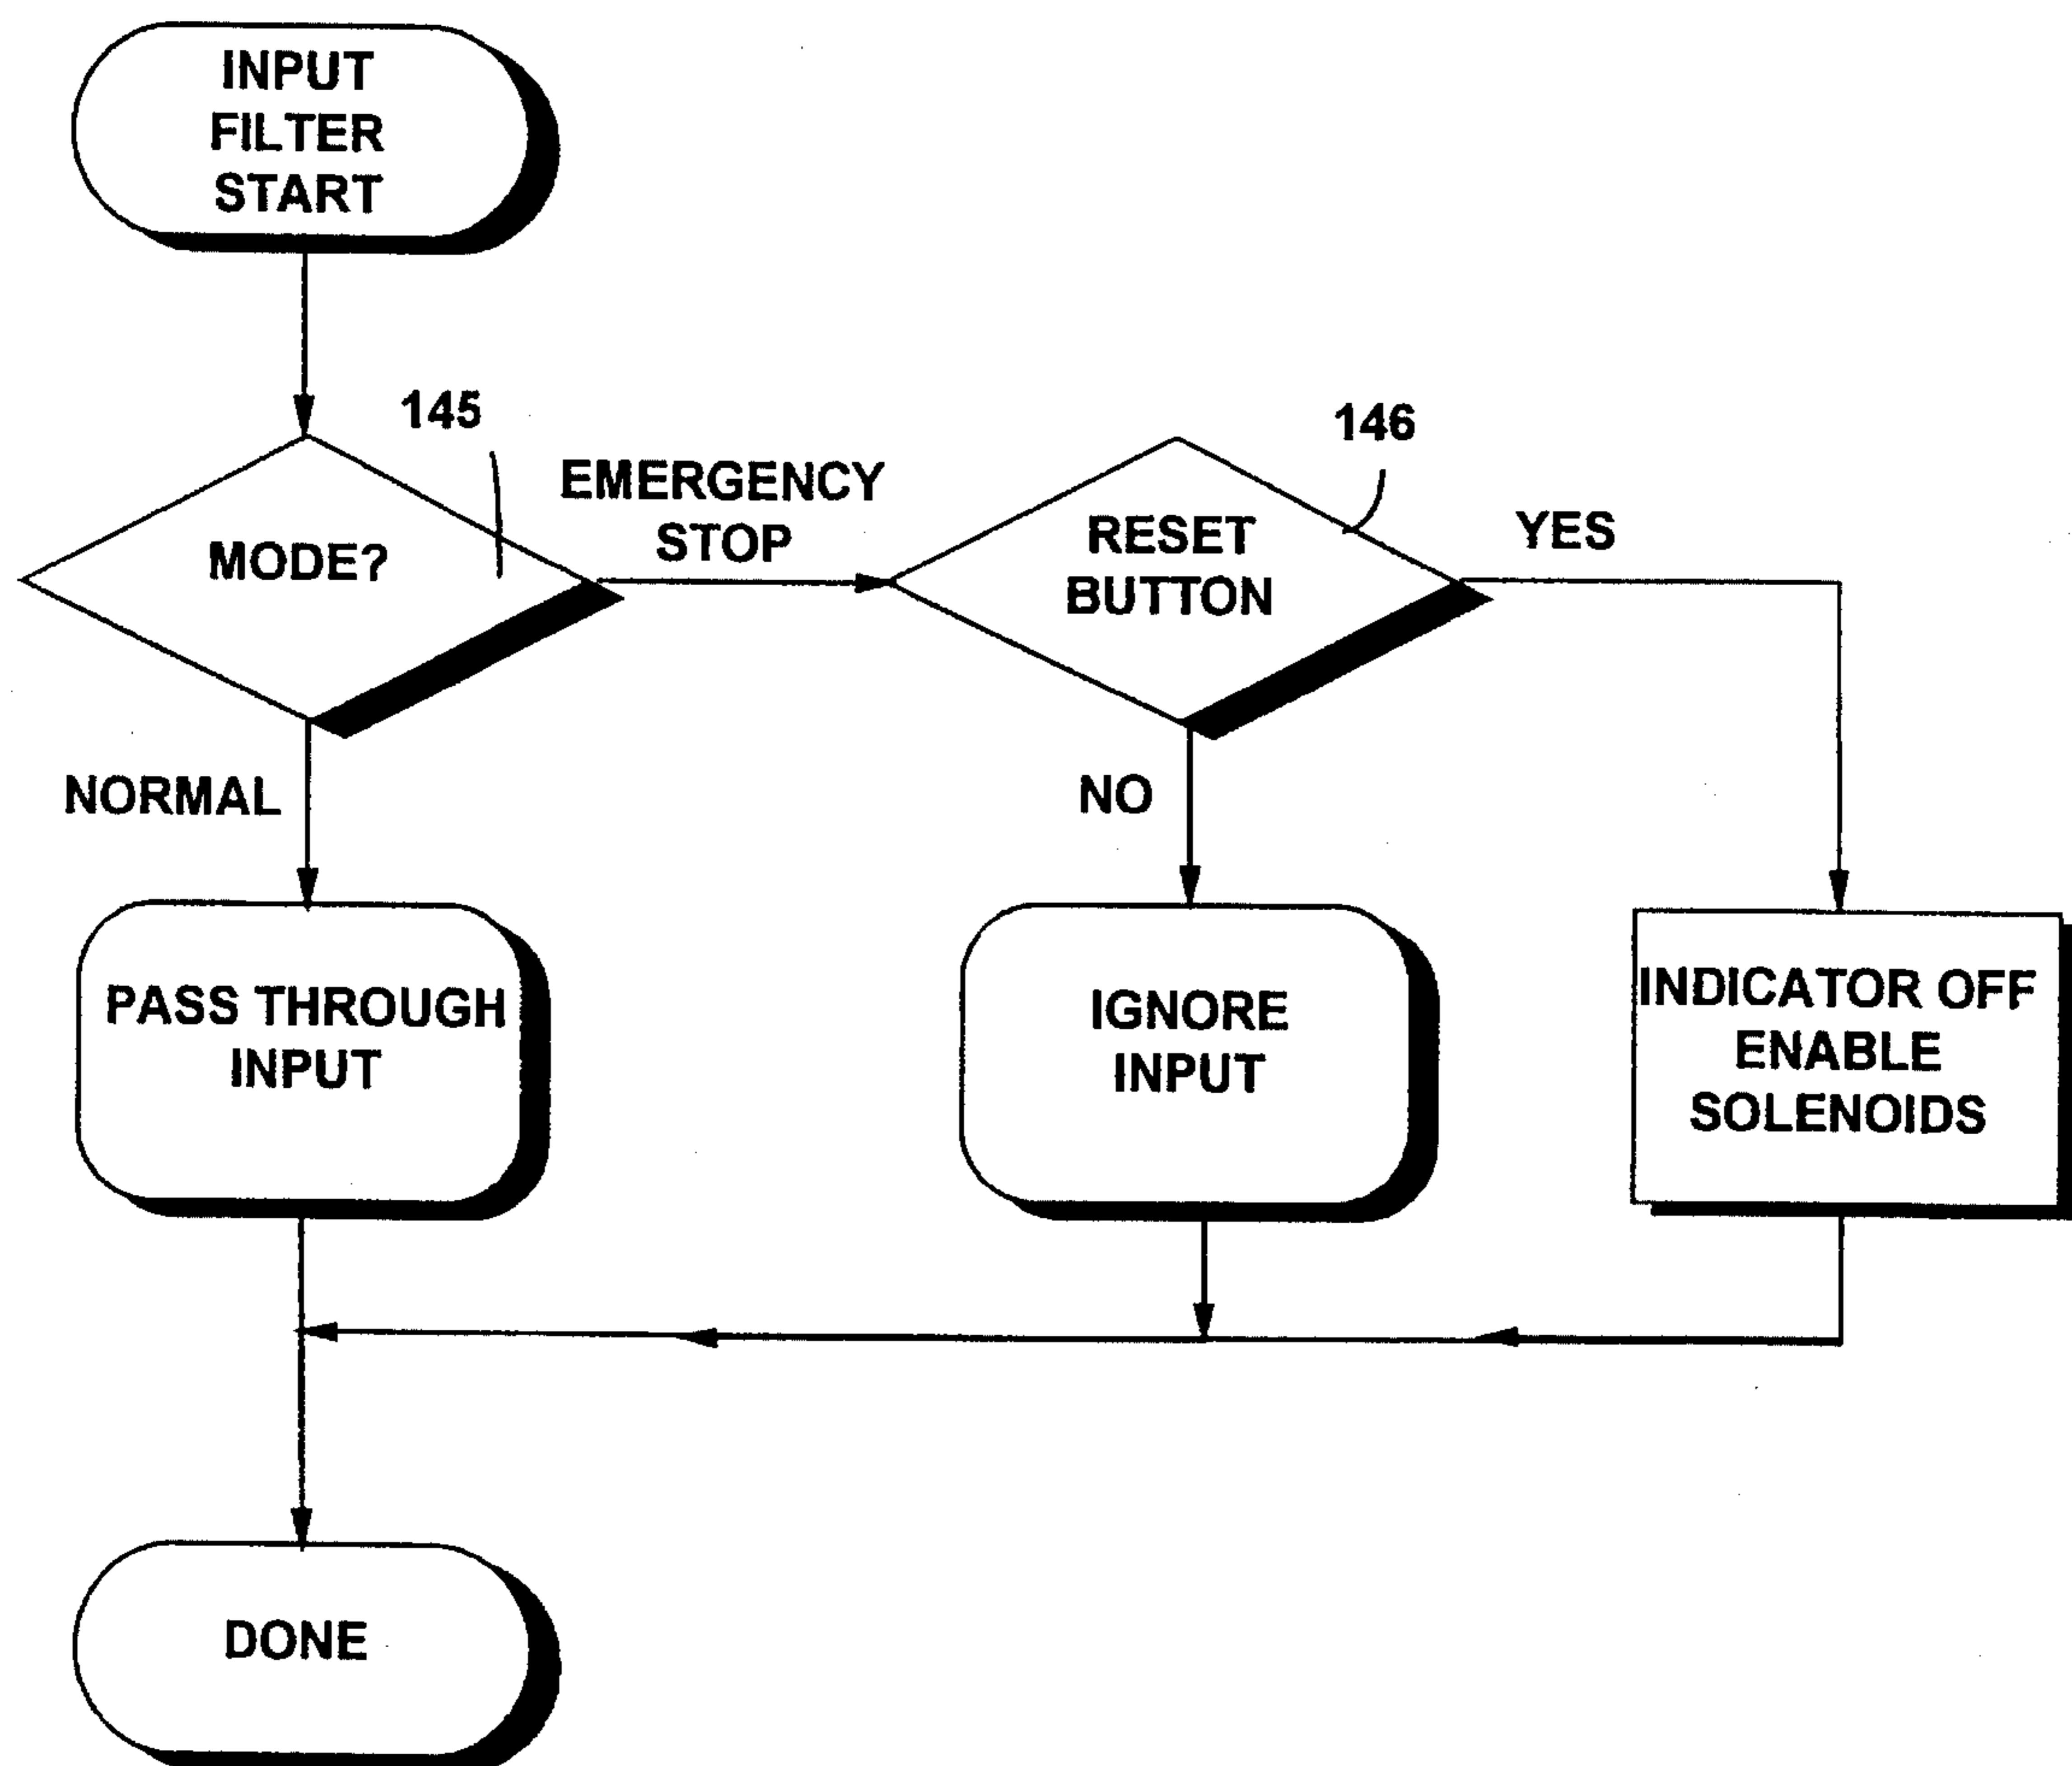 INPUT
FILTER
START
145
146
MODE?
EMERGENCY
STOP
RESET
BUTTON
YES
NORMAL
NO
PASS THROUGH
INPUT
IGNORE
INPUT
INDICATOR OFF
ENABLE
SOLENOIDS
DONE